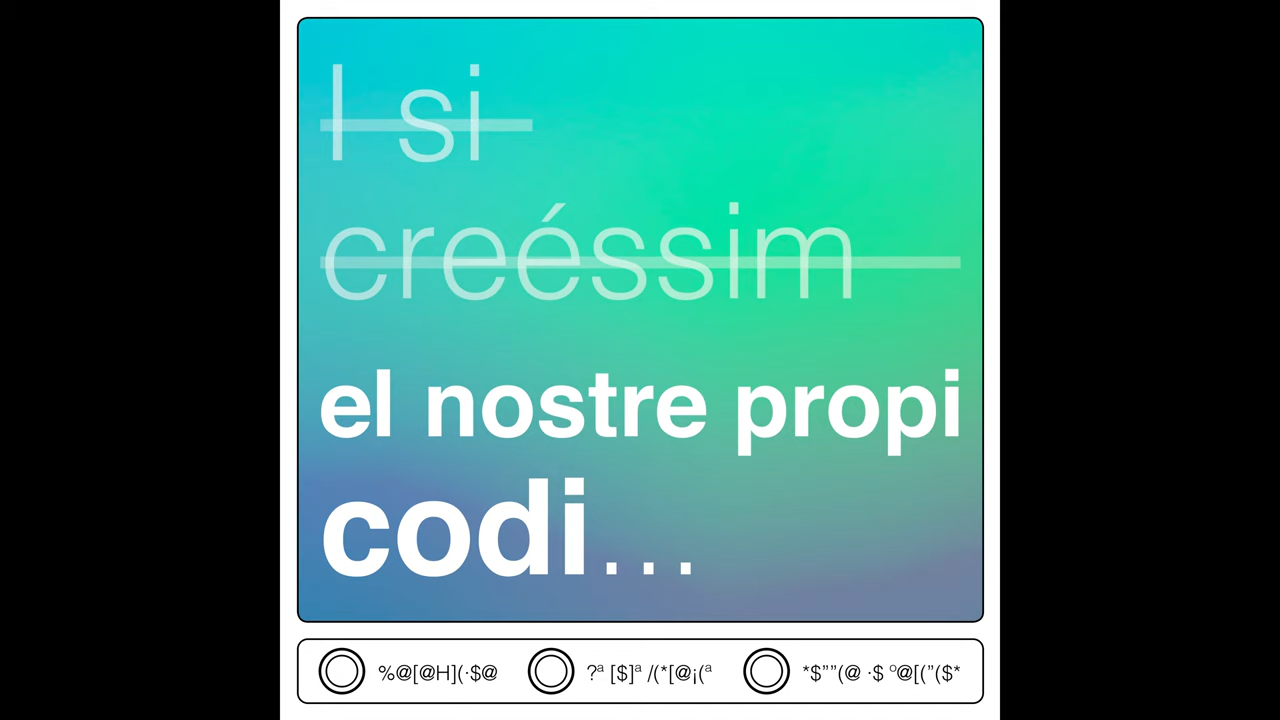 I si
creéssim
el nostre propi
codi...
%@[@H](·$@
?ª [$]ª /(*[@¡(ª
*$””(@ ·$ º@[(”($*